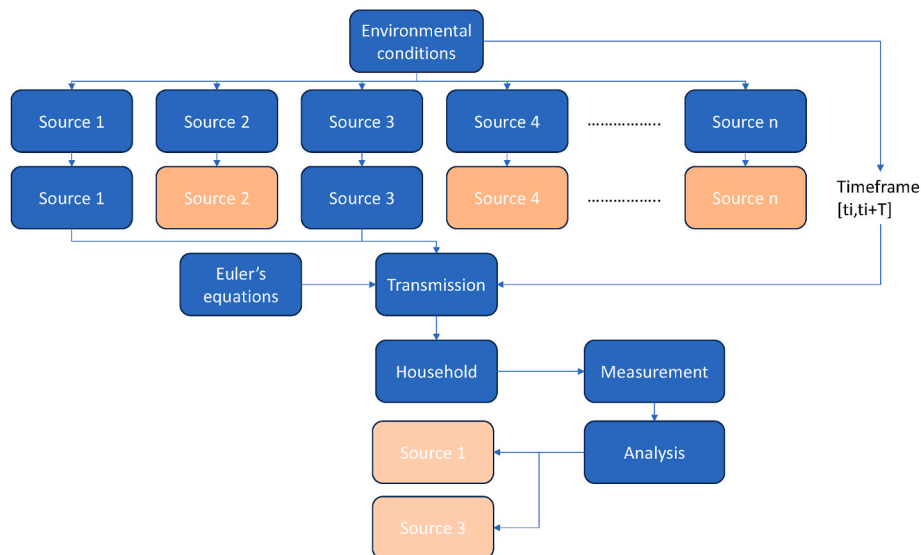 Environmental
conditions
Source 1
Source 2
Source 3
Source 4
................
Source n
Source 1
Source 2
Source 3
Source 4
................
Source n
Timeframe
[ti,ti+T]
Euler's
equations
Transmission
Household
Measurement
Source 1
Analysis
Source 3